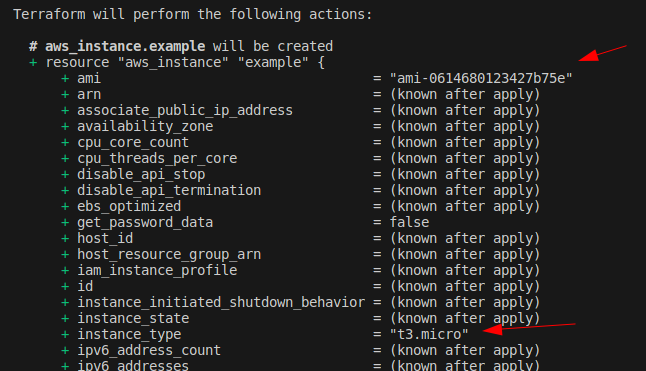 Terraform will perform the following actions:
# aws_instance.example will be created
+ resource "aws_instance" "example" {
+ ami = "ami-0614680123427b75e"
+ arn = (known after apply)
+ associate_public_ip_address = (known after apply)
+ availability_zone = (known after apply)
+ cpu_core_count = (known after apply)
+ cpu_threads_per_core = (known after apply)
+ disable_api_stop = (known after apply)
+ disable_api_termination = (known after apply)
+ ebs_optimized = (known after apply)
+ get_password_data = false
+ host_id = (known after apply)
+ host_resource_group_arn = (known after apply)
+ iam_instance_profile = (known after apply)
+ id = (known after apply)
+ instance_initiated_shutdown_behavior = (known after apply)
+ instance_state = (known after apply)
+ instance_type = "t3.micro"
+ ipv6_address_count = (known after apply)
+ ipv6_addresses = (known after apply)